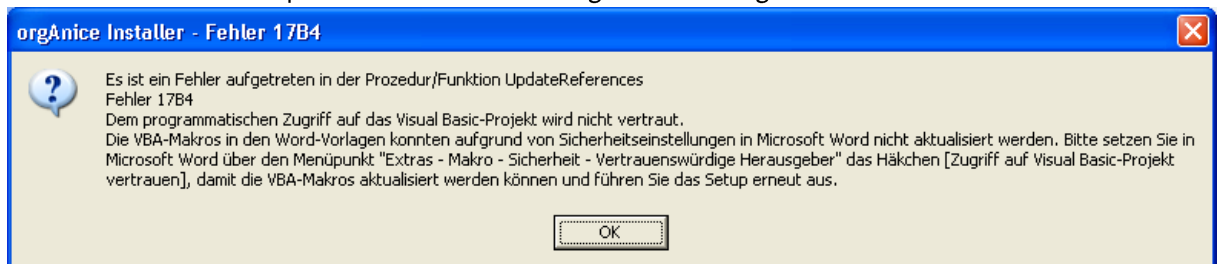 orgAnice Installer - Fehler 17B4
Es ist ein Fehler aufgetreten in der Prozedur/Funktion UpdateReferences
Fehler 17B4
Dem programmatischen Zugriff auf das Visual Basic-Projekt wird nicht vertraut.
Die VBA-Makros in den Word-Vorlagen konnten aufgrund von Sicherheitseinstellungen in Microsoft Word nicht aktualisiert werden. Bitte setzen Sie in
Microsoft Word über den Menüpunkt "Extras - Makro - Sicherheit - Vertrauenswürdige Herausgeber" das Häkchen [Zugriff auf Visual Basic-Projekt
vertrauen], damit die VBA-Makros aktualisiert werden können und führen Sie das Setup erneut aus.
OK